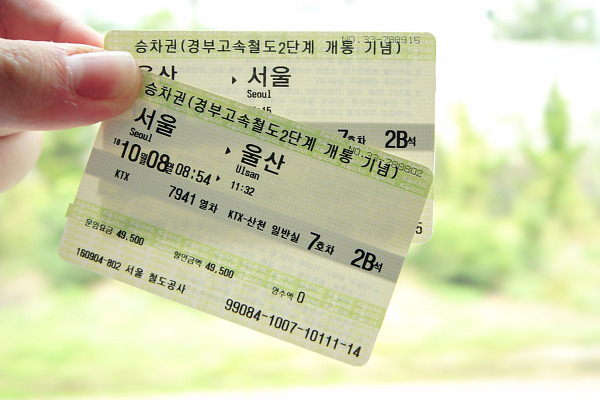 NO. 33-288915
승차권(경부고속철도2단계 개통 기념)
울산 ▸ 서울
Seoul
7호차 2B석
승차권(경부고속철도2단계 개통 기념)
NO. 33-288802
서울 ▸ 울산
Seoul Ulsan
10월08일 08:54 ▸ 11:32
KTX 7941 열차 KTX-산천 일반실 7호차 2B석
운임요금 49,500 할인금액 49,500 영수액 0
160904-802 서울 철도공사
99084-1007-10111-14